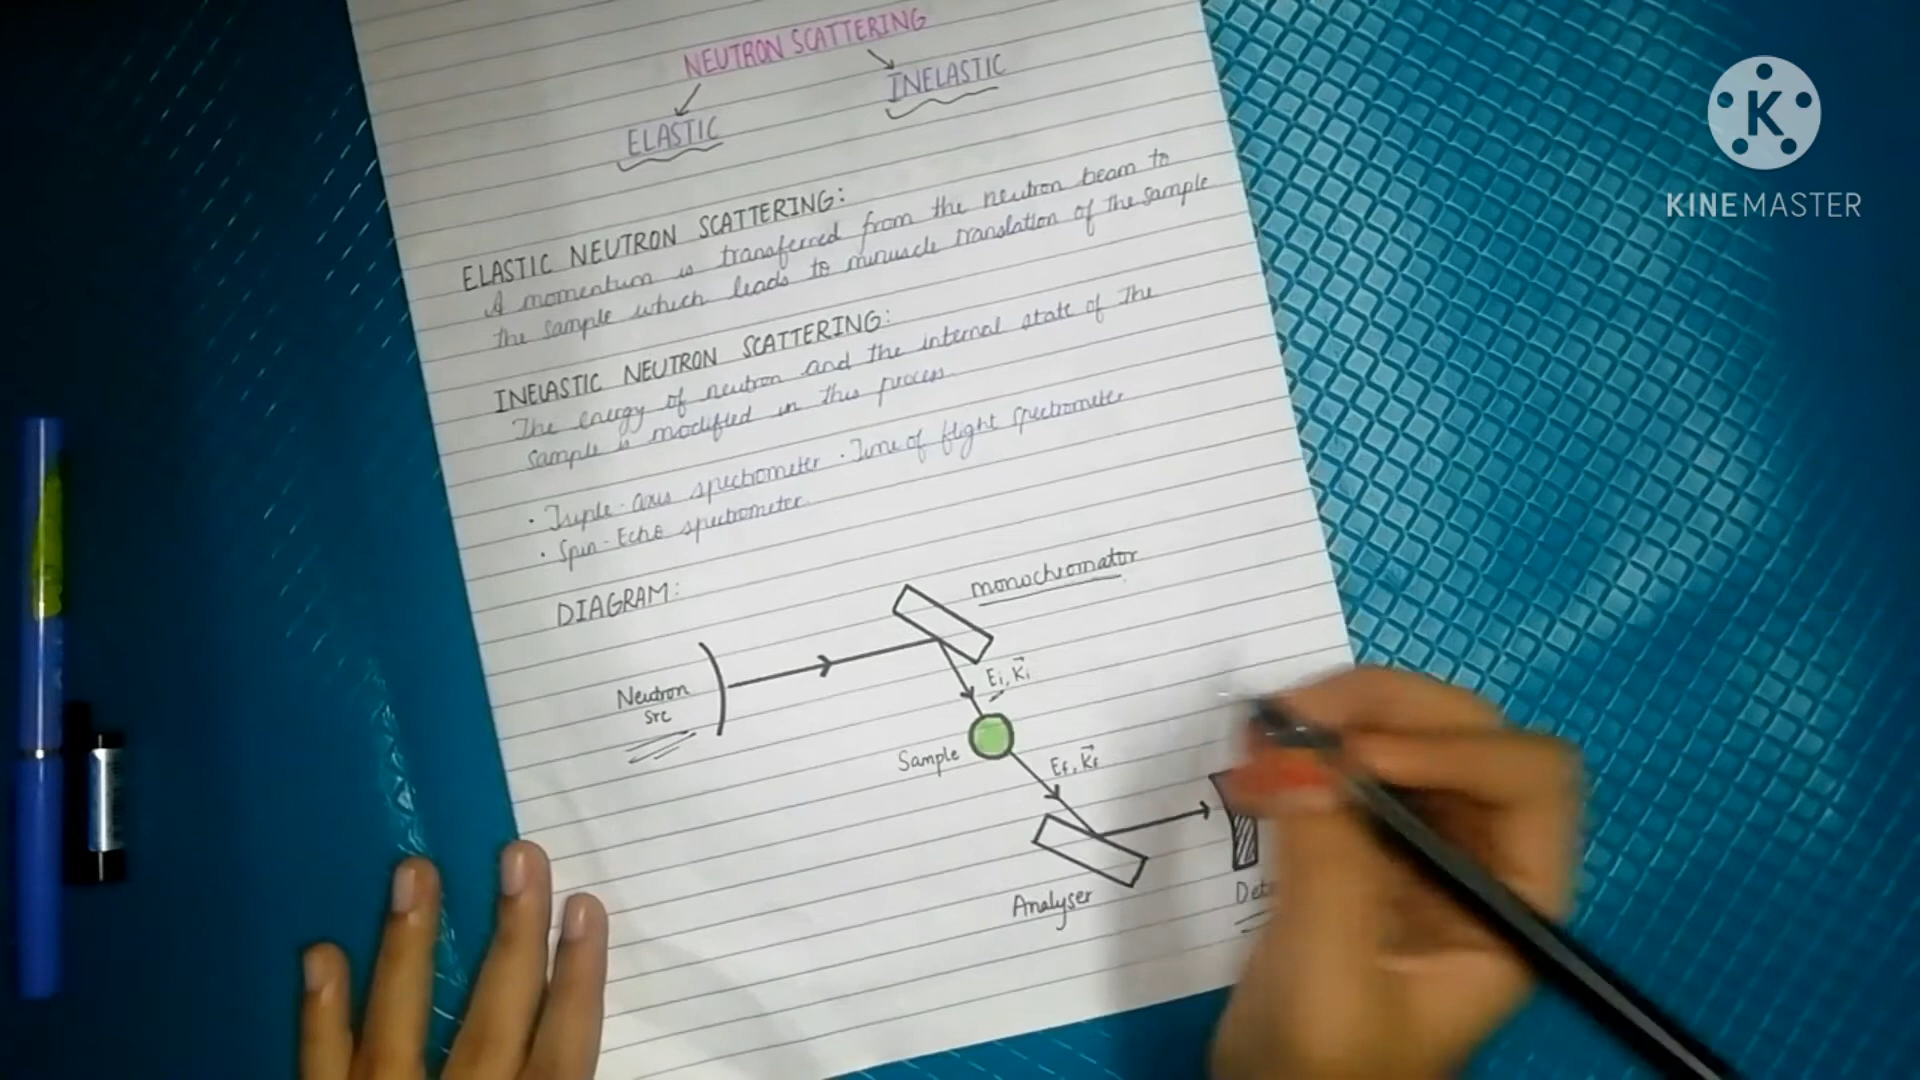 NEUTRON SCATTERING
ELASTIC
INELASTIC
ELASTIC NEUTRON SCATTERING:
A momentum is transferred from the neutron beam to
the sample which leads to minuscle translation of the sample
INELASTIC NEUTRON SCATTERING:
The energy of neutron and the internal state of the
sample is modified in this process.
· Triple-axis spectrometer · Time of flight spectrometer
· Spin-Echo spectrometer.
DIAGRAM:
monochromator
Neutron
src
Ei, K⃗i
Sample
Ef, K⃗f
Analyser
Dete
K
KINEMASTER